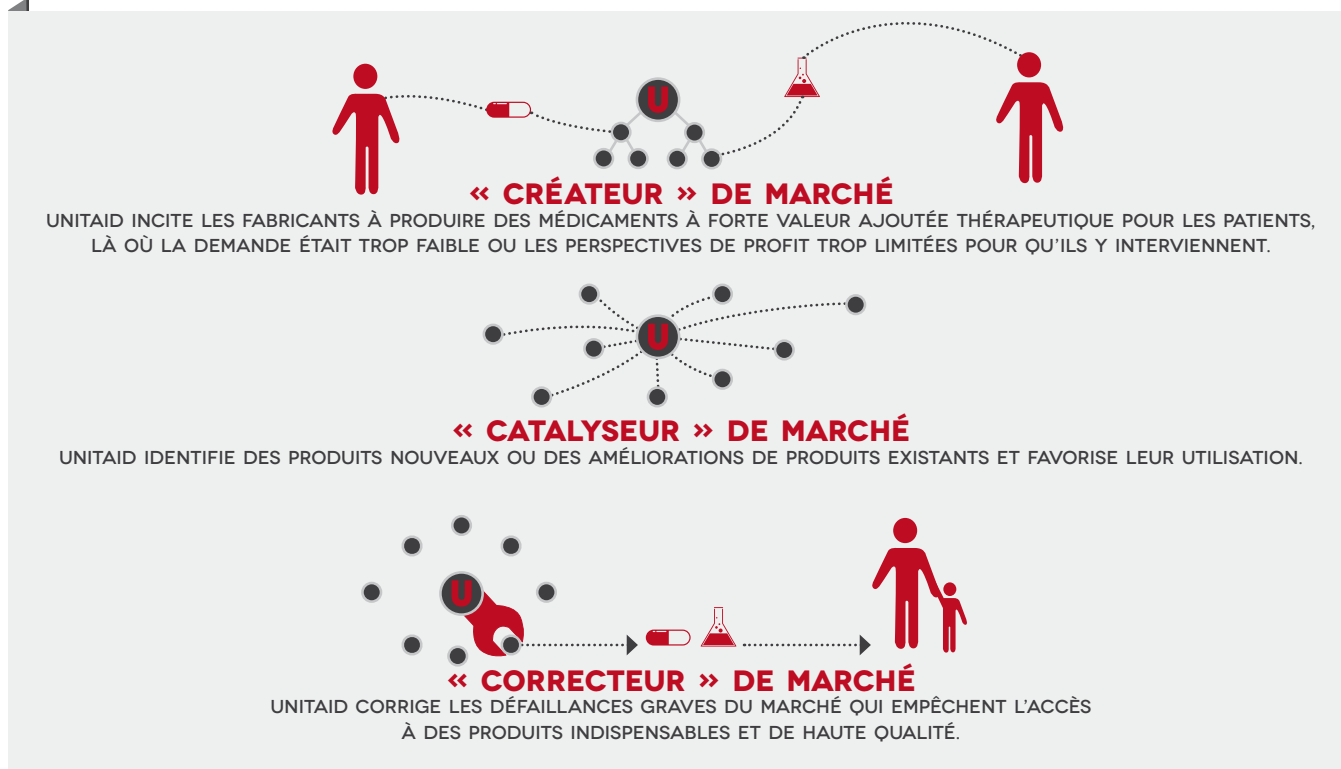 U
« CRÉATEUR » DE MARCHÉ
UNITAID INCITE LES FABRICANTS À PRODUIRE DES MÉDICAMENTS À FORTE VALEUR AJOUTÉE THÉRAPEUTIQUE POUR LES PATIENTS,
LÀ OÙ LA DEMANDE ÉTAIT TROP FAIBLE OU LES PERSPECTIVES DE PROFIT TROP LIMITÉES POUR QU'ILS Y INTERVIENNENT.
U
« CATALYSEUR » DE MARCHÉ
UNITAID IDENTIFIE DES PRODUITS NOUVEAUX OU DES AMÉLIORATIONS DE PRODUITS EXISTANTS ET FAVORISE LEUR UTILISATION.
U
« CORRECTEUR » DE MARCHÉ
UNITAID CORRIGE LES DÉFAILLANCES GRAVES DU MARCHÉ QUI EMPÊCHENT L'ACCÈS
À DES PRODUITS INDISPENSABLES ET DE HAUTE QUALITÉ.